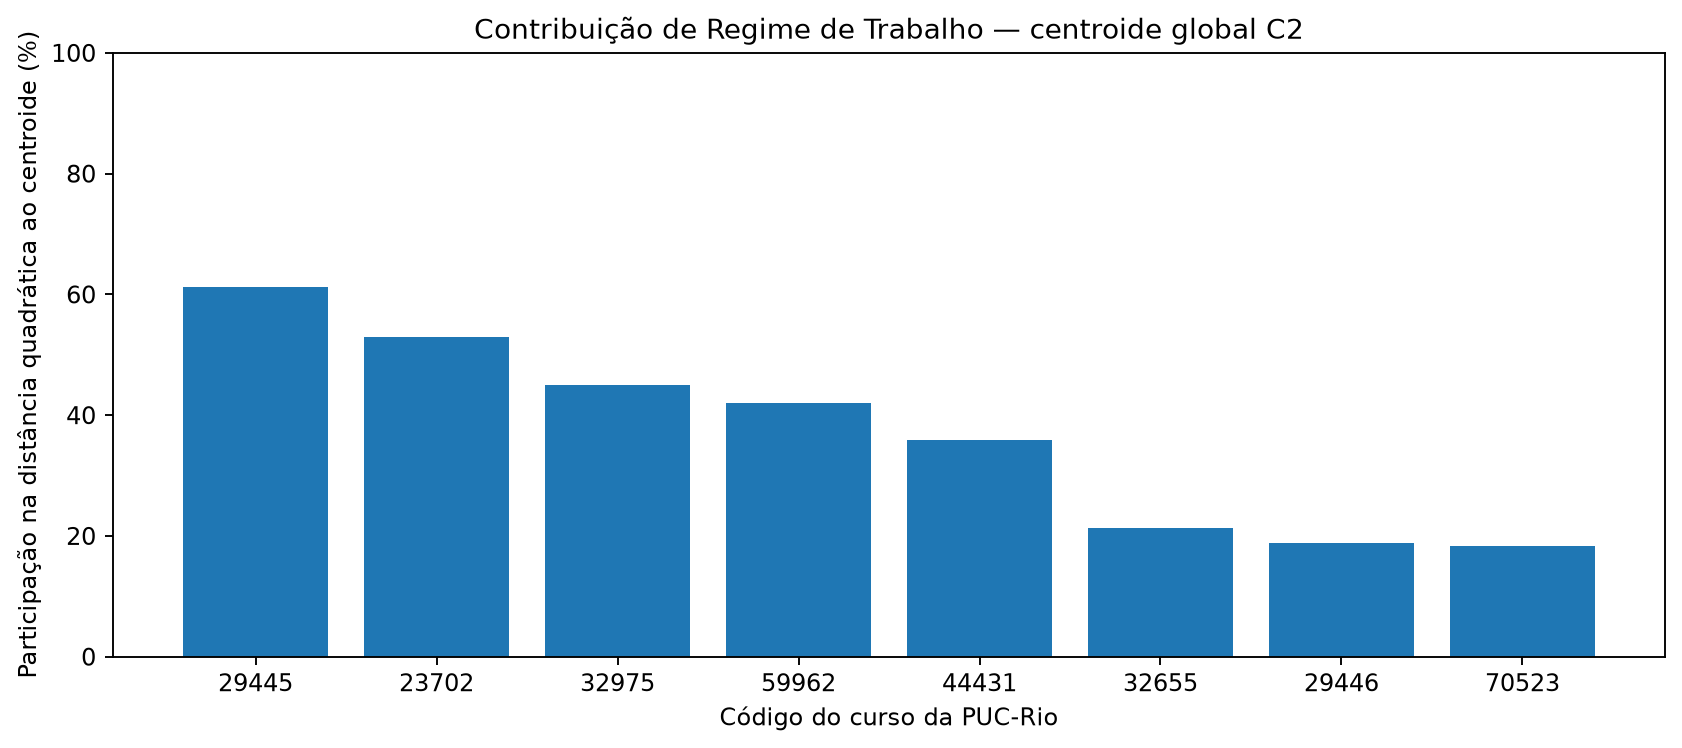 Contribuição de Regime de Trabalho — centroide global C2
Participação na distância quadrática ao centroide (%)
100
80
60
40
20
0
29445 23702 32975 59962 44431 32655 29446 70523
Código do curso da PUC-Rio